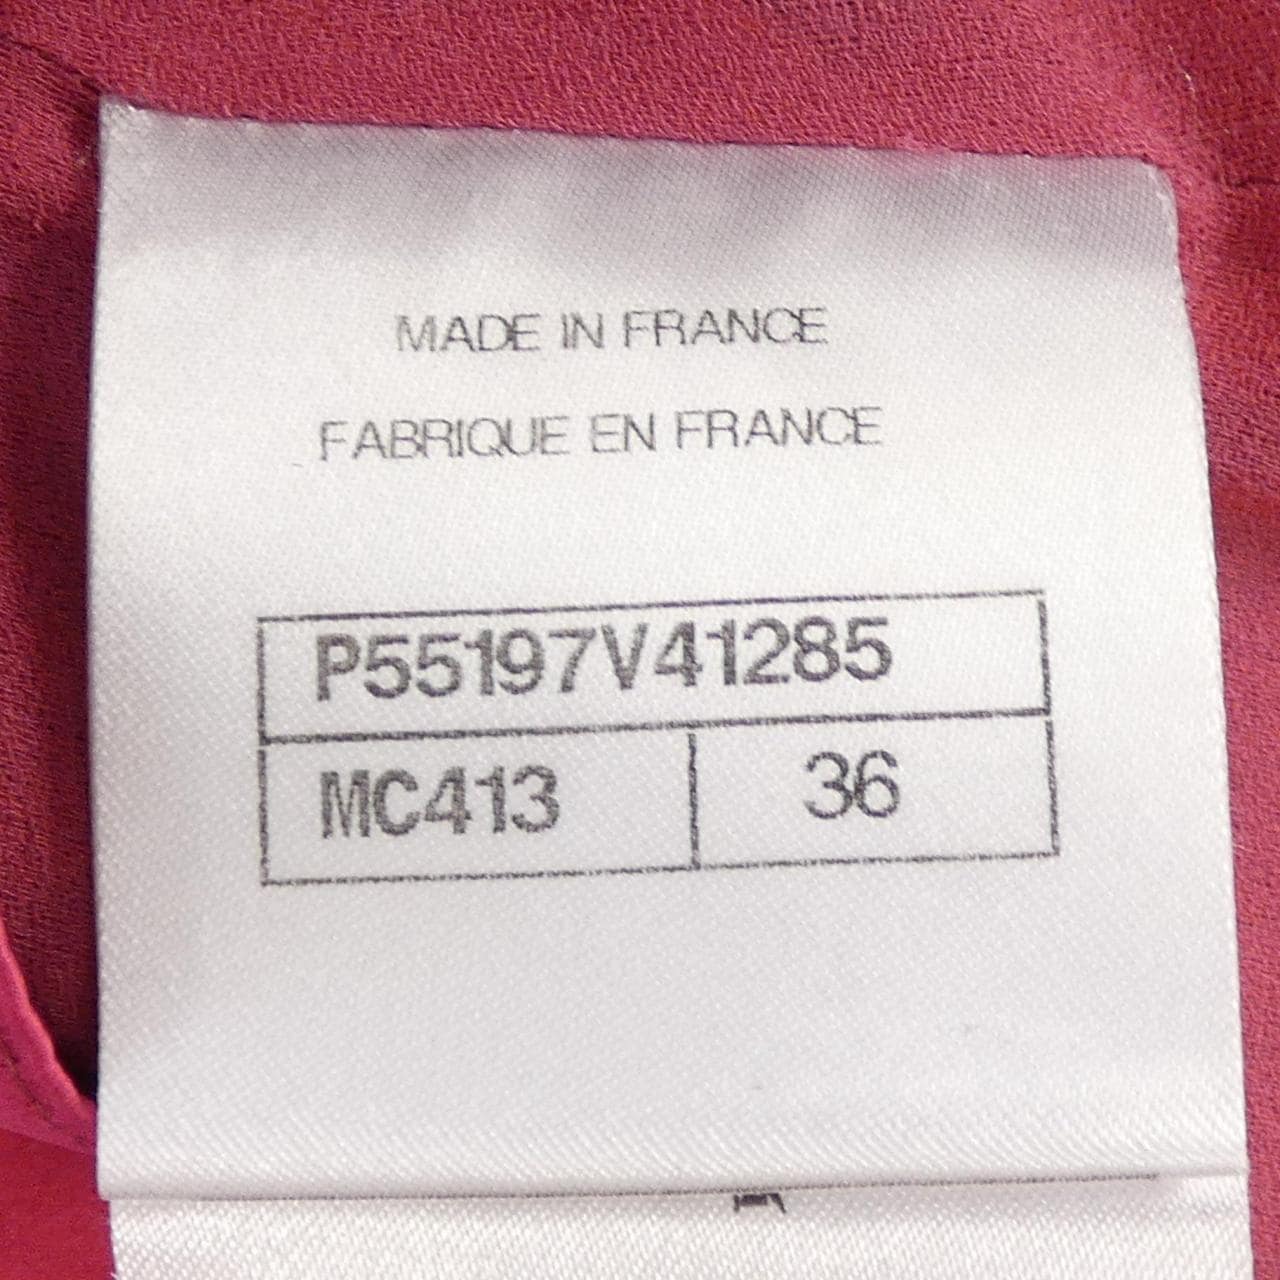 MADE IN FRANCE
FABRIQUE EN FRANCE
P55197V41285
MC413 36